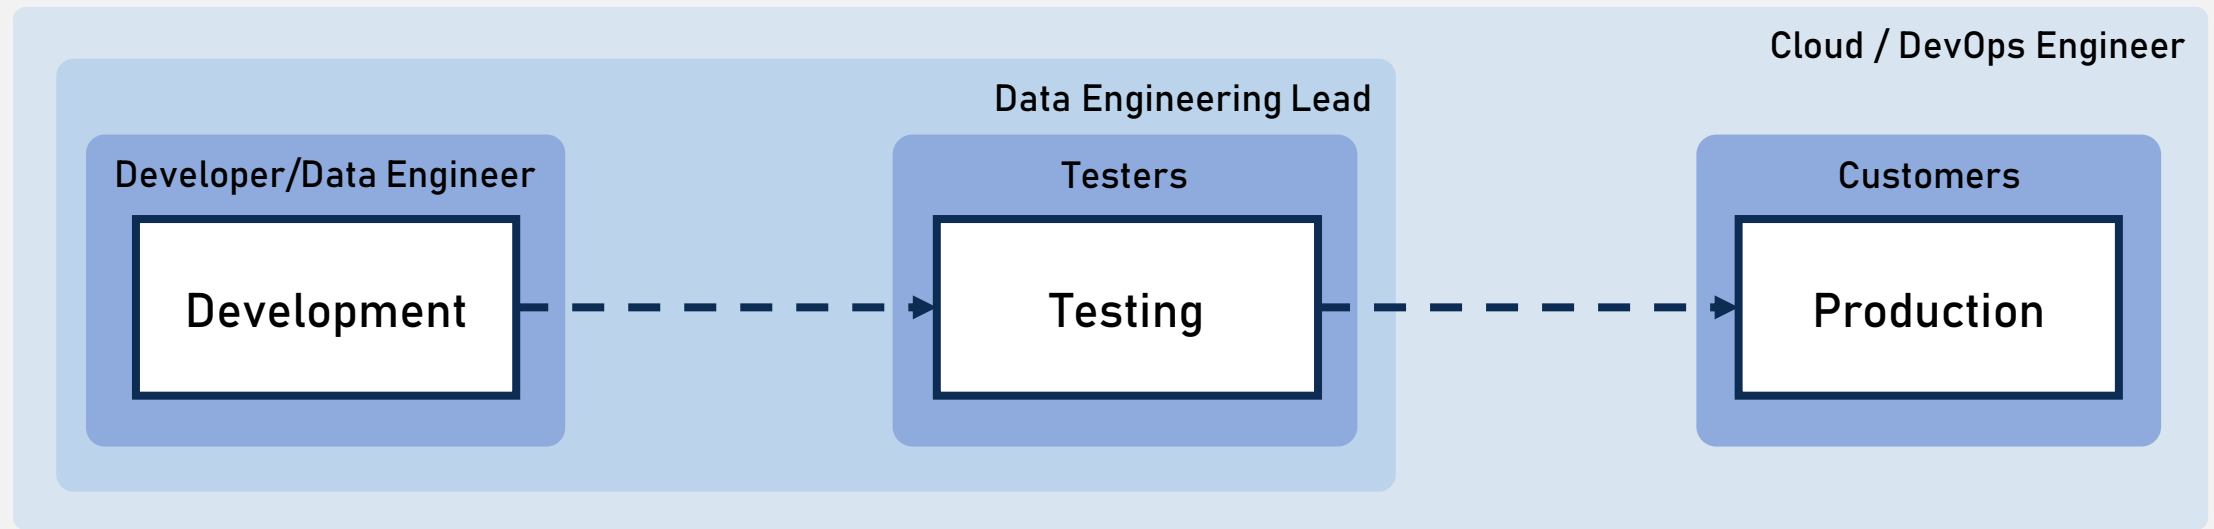 Cloud / DevOps Engineer
Data Engineering Lead
Developer/Data Engineer
Testers
Customers
Development
Testing
Production